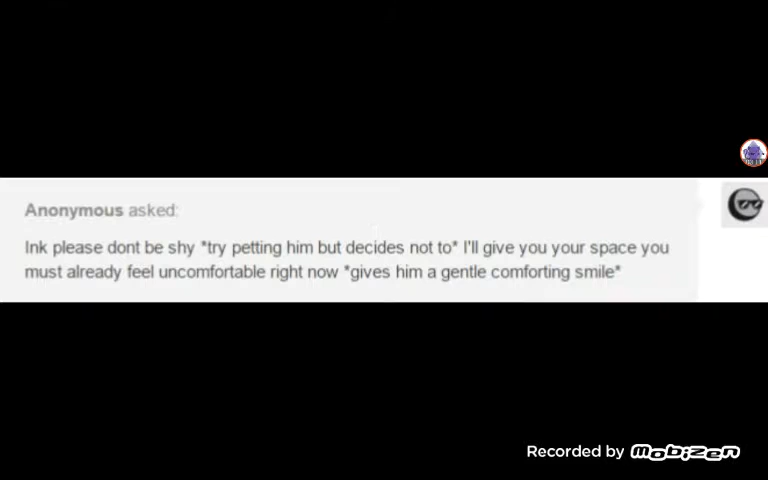 Anonymous asked:
Ink please dont be shy *try petting him but decides not to* I'll give you your space you
must already feel uncomfortable right now *gives him a gentle comforting smile*
Recorded by Mobizen